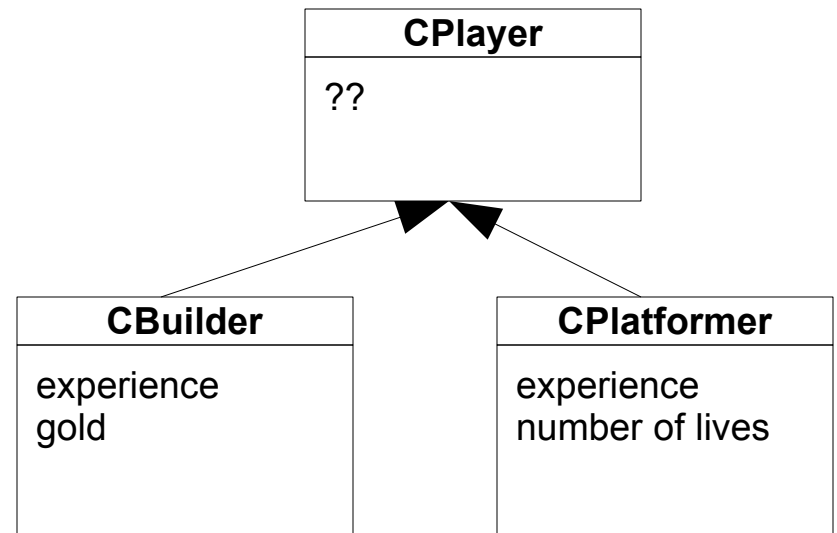 CPlayer
??
CBuilder
experience
gold
CPlatformer
experience
number of lives